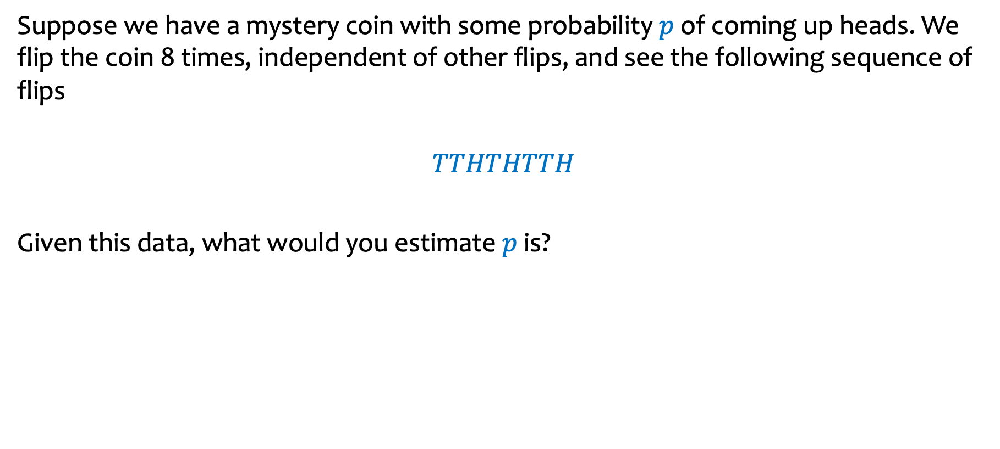 Suppose we have a mystery coin with some probability p of coming up heads. We
flip the coin 8 times, independent of other flips, and see the following sequence of
flips
TTHTHTTH
Given this data, what would you estimate p is?